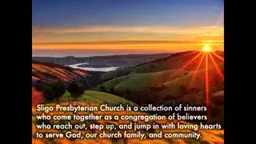 Sligo Presbyterian Church is a collection of sinners
who come together as a congregation of believers
who reach out, step up, and jump in with loving hearts
to serve God, our church family, and community.